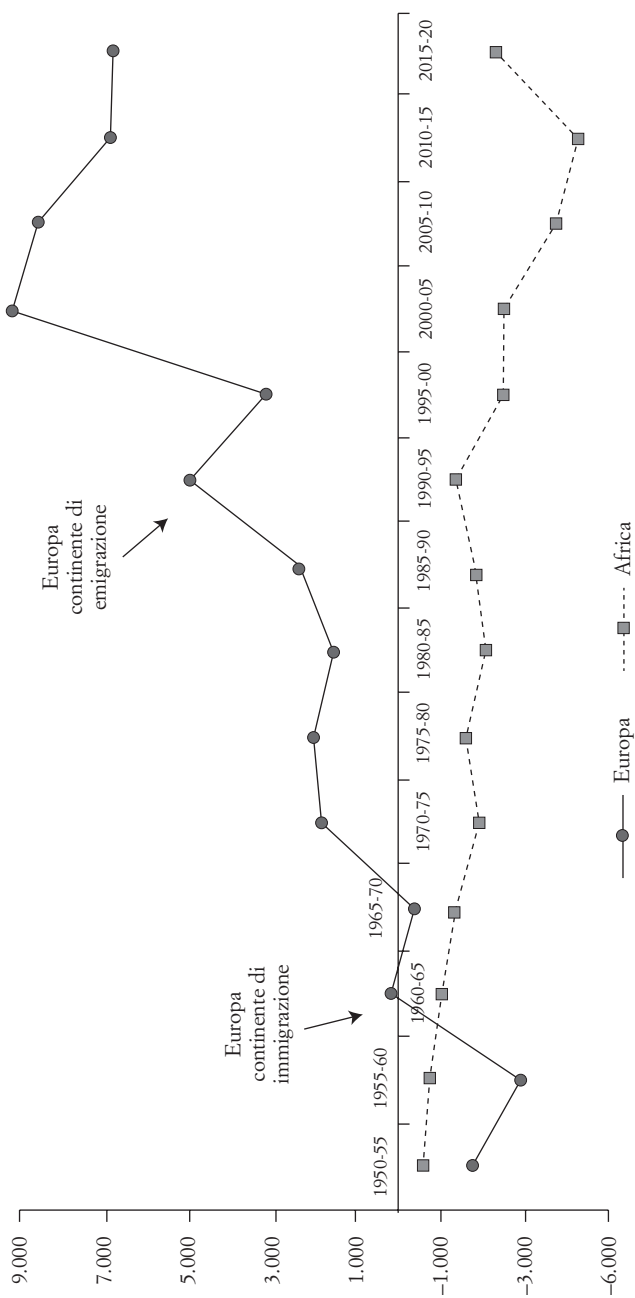 9.000
7.000
5.000
3.000
1.000
–1.000
–3.000
–6.000
1950-55
1955-60
1960-65
1965-70
1970-75
1975-80
1980-85
1985-90
1990-95
1995-00
2000-05
2005-10
2010-15
2015-20
Europa
continente di
immigrazione
Europa
continente di
emigrazione
Europa
Africa